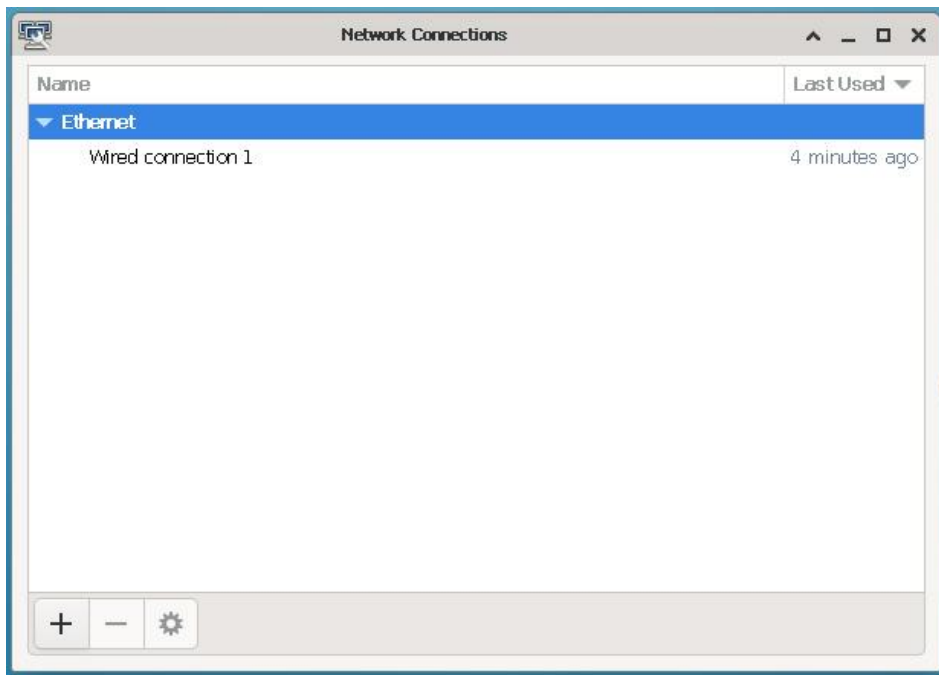 Network Connections
Name Last Used
Ethernet
Wired connection 1 4 minutes ago